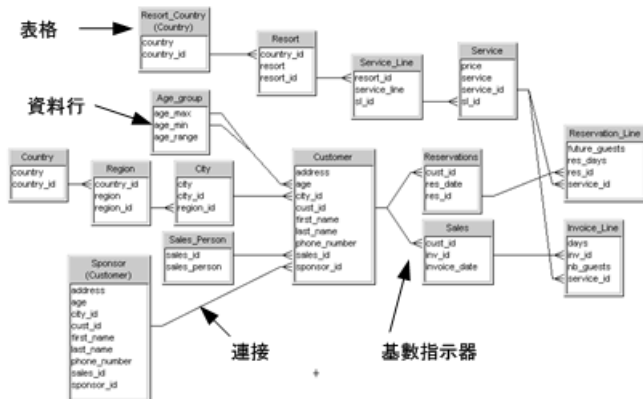 表格
Resort_Country
(Country)
country
country_id
Resort
country_id
resort
resort_id
Service_Line
resort_id
service_line
sl_id
Service
price
service
service_id
sl_id
資料行
Age_group
age_max
age_min
age_range
Country
country
country_id
Region
country_id
region
region_id
City
city
city_id
region_id
Customer
address
age
city_id
cust_id
first_name
last_name
phone_number
sales_id
sponsor_id
Reservations
cust_id
res_date
res_id
Reservation_Line
future_guests
res_days
res_id
service_id
Sales_Person
sales_id
sales_person
Sales
cust_id
inv_id
invoice_date
Invoice_Line
days
inv_id
nb_guests
service_id
Sponsor
(Customer)
address
age
city_id
cust_id
first_name
last_name
phone_number
sales_id
sponsor_id
連接
基數指示器